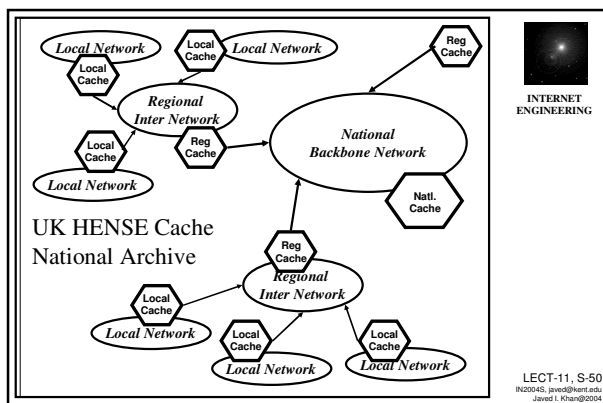 Local Network
Local
Cache
Local
Cache
Local Network
Reg
Cache
INTERNET
ENGINEERING
Regional
Inter Network
National
Backbone Network
Local
Cache
Reg
Cache
Local Network
Natl.
Cache
UK HENSE Cache
National Archive
Reg
Cache
Regional
Inter Network
Local
Cache
Local Network
Local
Cache
Local Network
Local
Cache
Local Network
LECT-11, S-50
IN2004S, javed@kent.edu
Javed I. Khan@2004